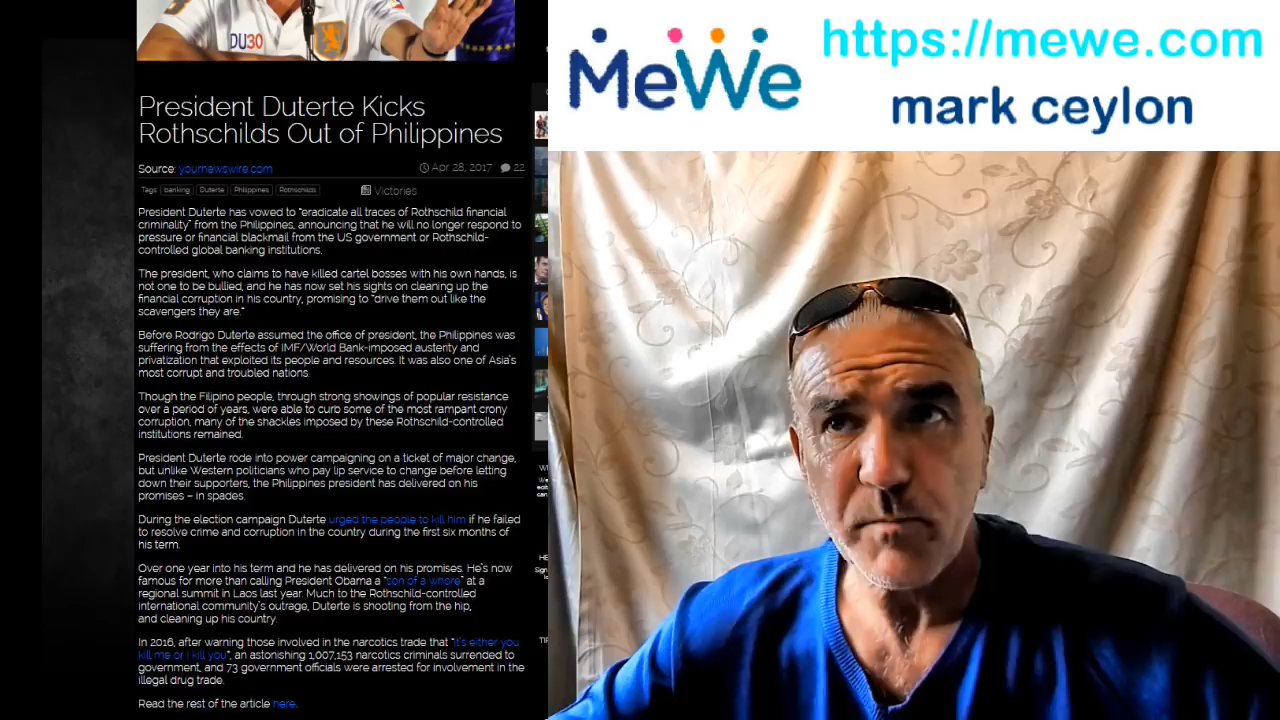 DU30
President Duterte Kicks
Rothschilds Out of Philippines
Source: yournewswire.com
Apr 28, 2017
22
Tags: banking Duterte Philippines Rothschilds
Victories
President Duterte has vowed to "eradicate all traces of Rothschild financial
criminality" from the Philippines, announcing that he will no longer respond to
pressure or financial blackmail from the US government or Rothschild-
controlled global banking institutions.
The president, who claims to have killed cartel bosses with his own hands, is
not one to be bullied, and he has now set his sights on cleaning up the
financial corruption in his country, promising to "drive them out like the
scavengers they are."
Before Rodrigo Duterte assumed the office of president, the Philippines was
suffering from the effects of IMF/World Bank-imposed austerity and
privatization that exploited its people and resources. It was also one of Asia's
most corrupt and troubled nations.
Though the Filipino people, through strong showings of popular resistance
over a period of years, were able to curb some of the most rampant crony
corruption, many of the shackles imposed by these Rothschild-controlled
institutions remained.
President Duterte rode into power campaigning on a ticket of major change,
but unlike Western politicians who pay lip service to change before letting
down their supporters, the Philippines president has delivered on his
promises – in spades.
During the election campaign Duterte urged the people to kill him if he failed
to resolve crime and corruption in the country during the first six months of
his term.
Over one year into his term and he has delivered on his promises. He's now
famous for more than calling President Obama a "son of a whore" at a
regional summit in Laos last year. Much to the Rothschild-controlled
international community's outrage, Duterte is shooting from the hip,
and cleaning up his country.
In 2016, after warning those involved in the narcotics trade that "it's either you
kill me or I kill you", an astonishing 1,007,153 narcotics criminals surrended to
government, and 73 government officials were arrested for involvement in the
illegal drug trade.
Read the rest of the article here.
MeWe
https://mewe.com
mark ceylon